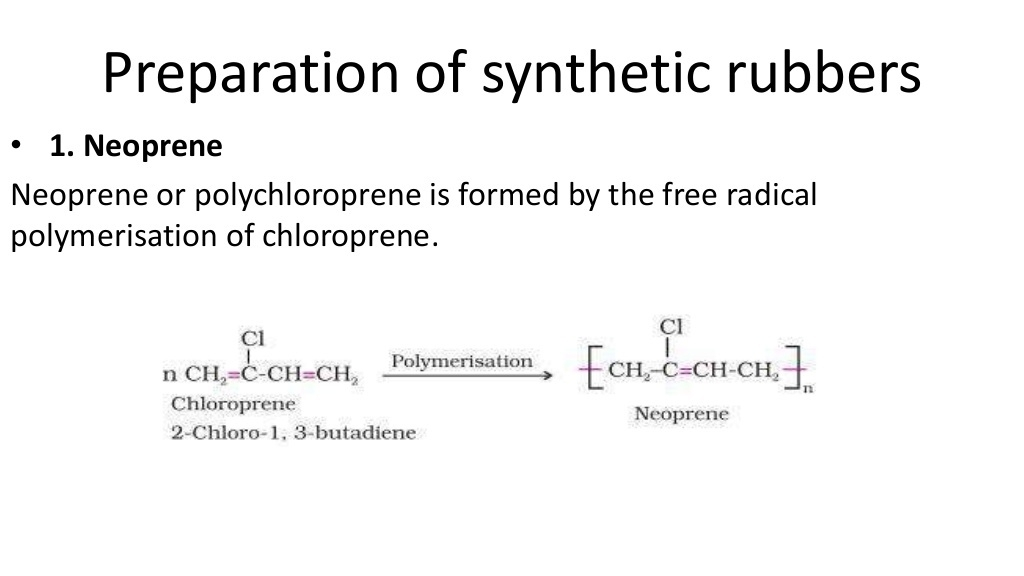 Preparation of synthetic rubbers
• 1. Neoprene
Neoprene or polychloroprene is formed by the free radical
polymerisation of chloroprene.
Cl
n CH₂=C-CH=CH₂
Chloroprene
2-Chloro-1, 3-butadiene
Polymerisation
Cl
[CH₂–C=CH-CH₂]n
Neoprene